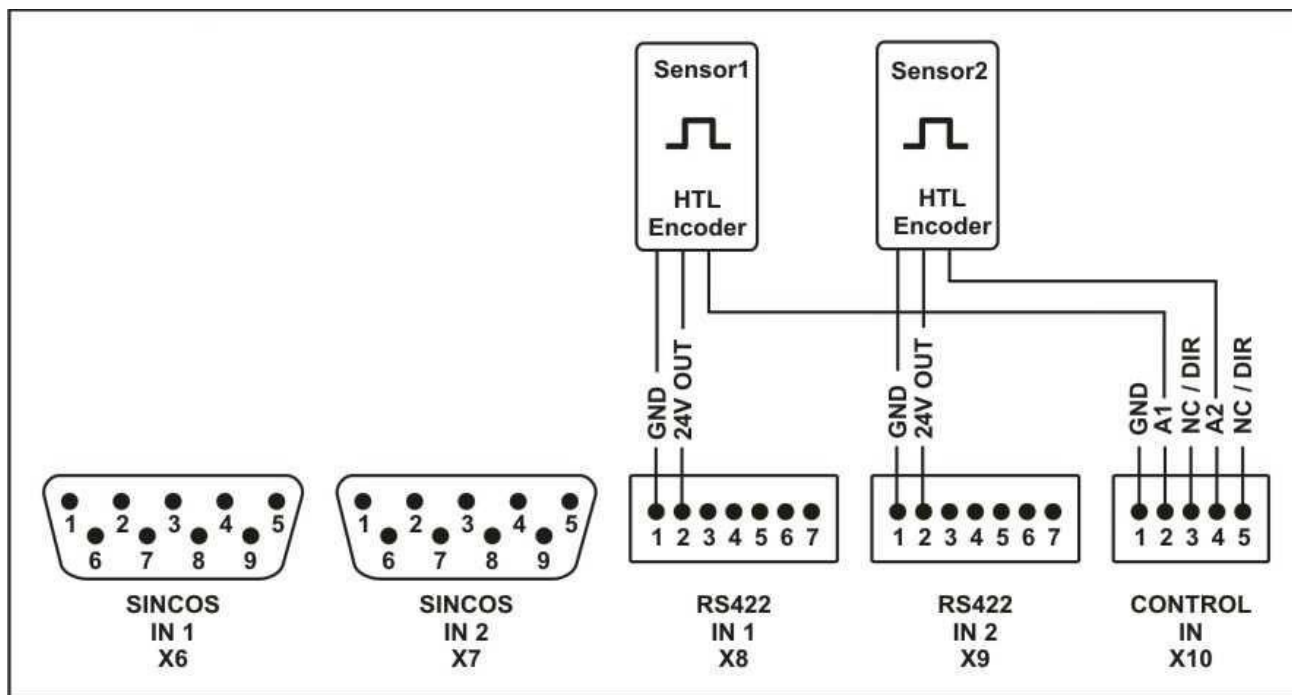 Sensor1
HTL
Encoder
Sensor2
HTL
Encoder
GND
24V OUT
GND
24V OUT
GND
A1
NC / DIR
A2
NC / DIR
1 2 3 4 5
6 7 8 9
SINCOS
IN 1
X6
1 2 3 4 5
6 7 8 9
SINCOS
IN 2
X7
1 2 3 4 5 6 7
RS422
IN 1
X8
1 2 3 4 5 6 7
RS422
IN 2
X9
1 2 3 4 5
CONTROL
IN
X10